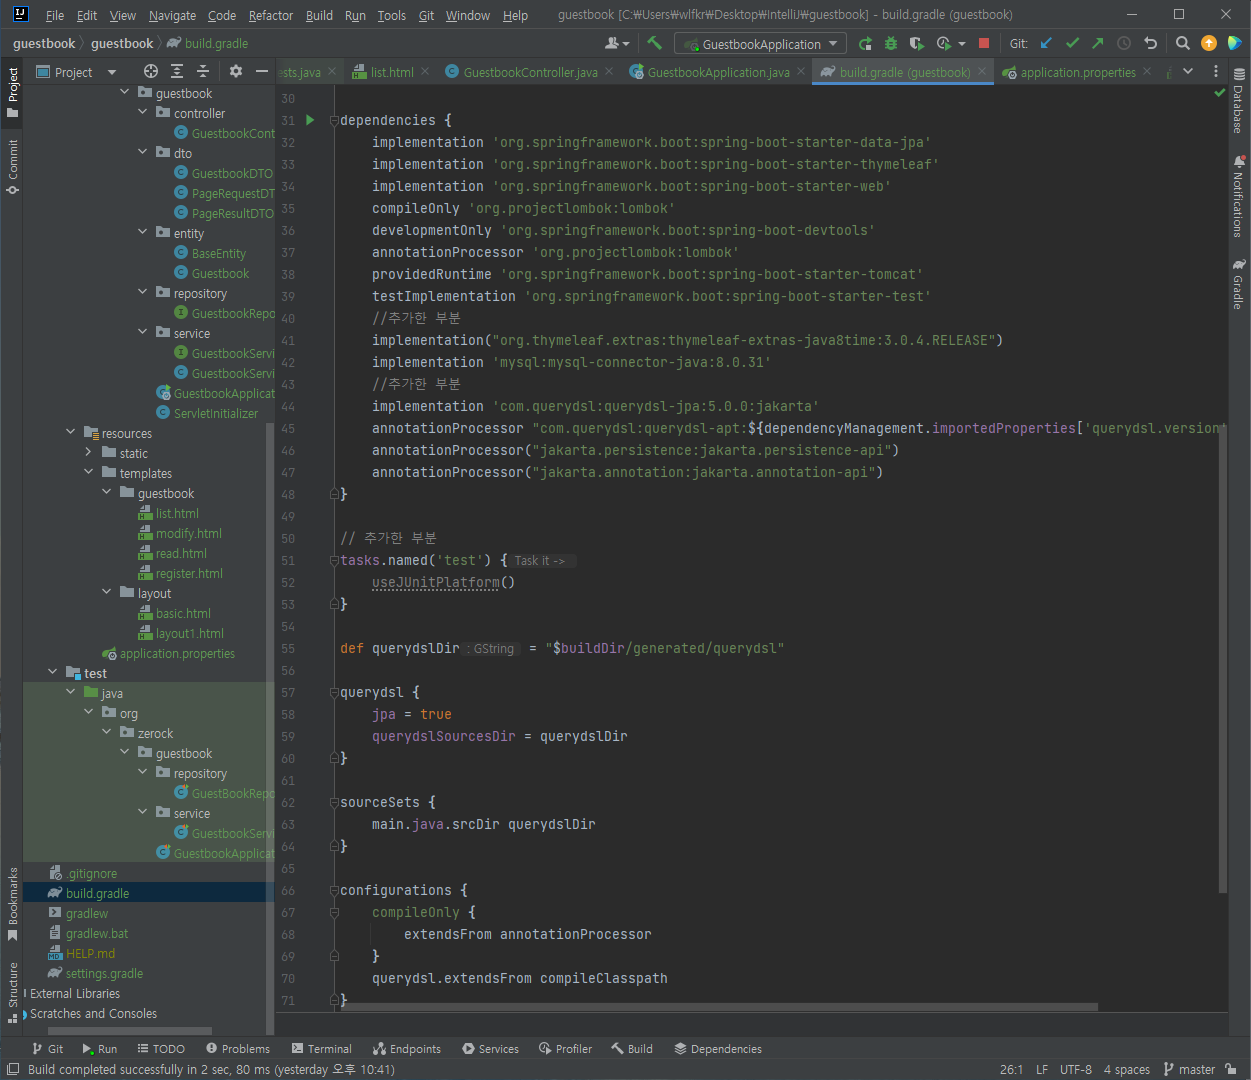 File Edit View Navigate Code Refactor Build Run Tools Git Window Help guestbook [C:₩Users₩wlfkr₩Desktop₩IntelliJ₩guestbook] - build.gradle (guestbook)
guestbook guestbook build.gradle GuestbookApplication Git:
Project ests.java list.html GuestbookController.java GuestbookApplication.java build.gradle (guestbook) application.properties
Project
Commit
Bookmarks
Structure
guestbook
controller
GuestbookCont
dto
GuestbookDTO
PageRequestDT
PageResultDTO
entity
BaseEntity
Guestbook
repository
GuestbookRepo
service
GuestbookServi
GuestbookServi
GuestbookApplicat
ServletInitializer
resources
static
templates
guestbook
list.html
modify.html
read.html
register.html
layout
basic.html
layout1.html
application.properties
test
java
org
zerock
guestbook
repository
GuestBookRepo
service
GuestbookServi
GuestbookApplicat
.gitignore
build.gradle
gradlew
gradlew.bat
HELP.md
settings.gradle
External Libraries
Scratches and Consoles
30
31 dependencies {
32 implementation 'org.springframework.boot:spring-boot-starter-data-jpa'
33 implementation 'org.springframework.boot:spring-boot-starter-thymeleaf'
34 implementation 'org.springframework.boot:spring-boot-starter-web'
35 compileOnly 'org.projectlombok:lombok'
36 developmentOnly 'org.springframework.boot:spring-boot-devtools'
37 annotationProcessor 'org.projectlombok:lombok'
38 providedRuntime 'org.springframework.boot:spring-boot-starter-tomcat'
39 testImplementation 'org.springframework.boot:spring-boot-starter-test'
40 //추가한 부분
41 implementation("org.thymeleaf.extras:thymeleaf-extras-java8time:3.0.4.RELEASE")
42 implementation 'mysql:mysql-connector-java:8.0.31'
43 //추가한 부분
44 implementation 'com.querydsl:querydsl-jpa:5.0.0:jakarta'
45 annotationProcessor "com.querydsl:querydsl-apt:${dependencyManagement.importedProperties['querydsl.version'
46 annotationProcessor("jakarta.persistence:jakarta.persistence-api")
47 annotationProcessor("jakarta.annotation:jakarta.annotation-api")
48 }
49
50 // 추가한 부분
51 tasks.named('test') { Task it ->
52 useJUnitPlatform()
53 }
54
55 def querydslDir : GString = "$buildDir/generated/querydsl"
56
57 querydsl {
58 jpa = true
59 querydslSourcesDir = querydslDir
60 }
61
62 sourceSets {
63 main.java.srcDir querydslDir
64 }
65
66 configurations {
67 compileOnly {
68 extendsFrom annotationProcessor
69 }
70 querydsl.extendsFrom compileClasspath
71 }
Database
Notifications
Gradle
Git Run TODO Problems Terminal Endpoints Services Profiler Build Dependencies
Build completed successfully in 2 sec, 80 ms (yesterday 오후 10:41) 26:1 LF UTF-8 4 spaces master